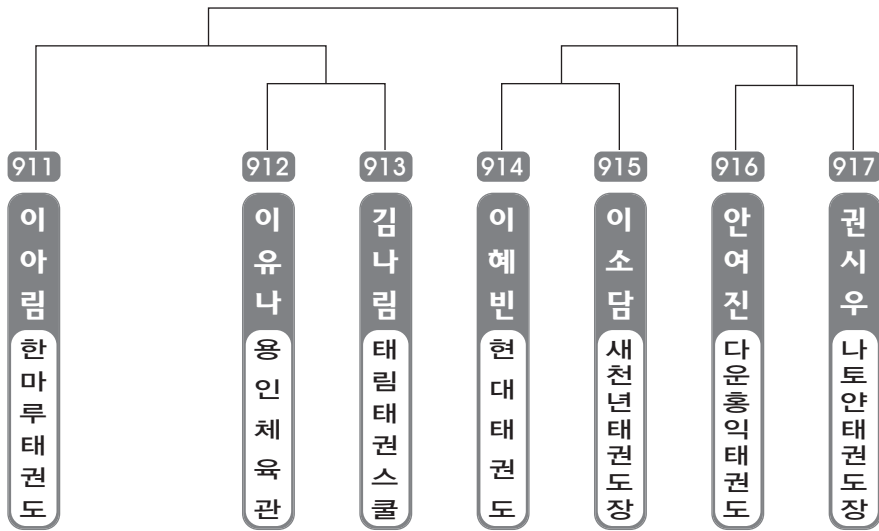 911
이아림
한마루태권도
912
이유나
용인체육관
913
김나림
태림태권스쿨
914
이혜빈
현대태권도
915
이소담
새천년태권도장
916
안여진
다운홍익태권도
917
권시우
나토얀태권도장